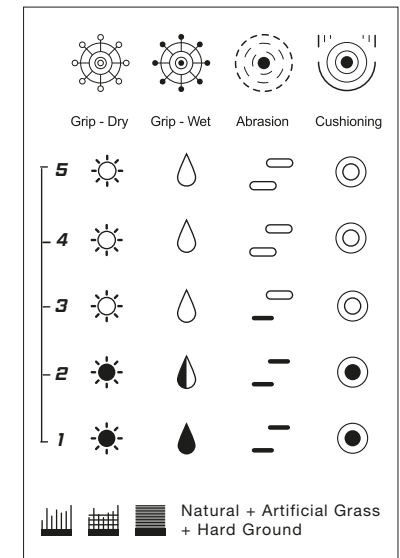 Grip - Dry Grip - Wet Abrasion Cushioning
5
4
3
2
1
Natural + Artificial Grass
+ Hard Ground